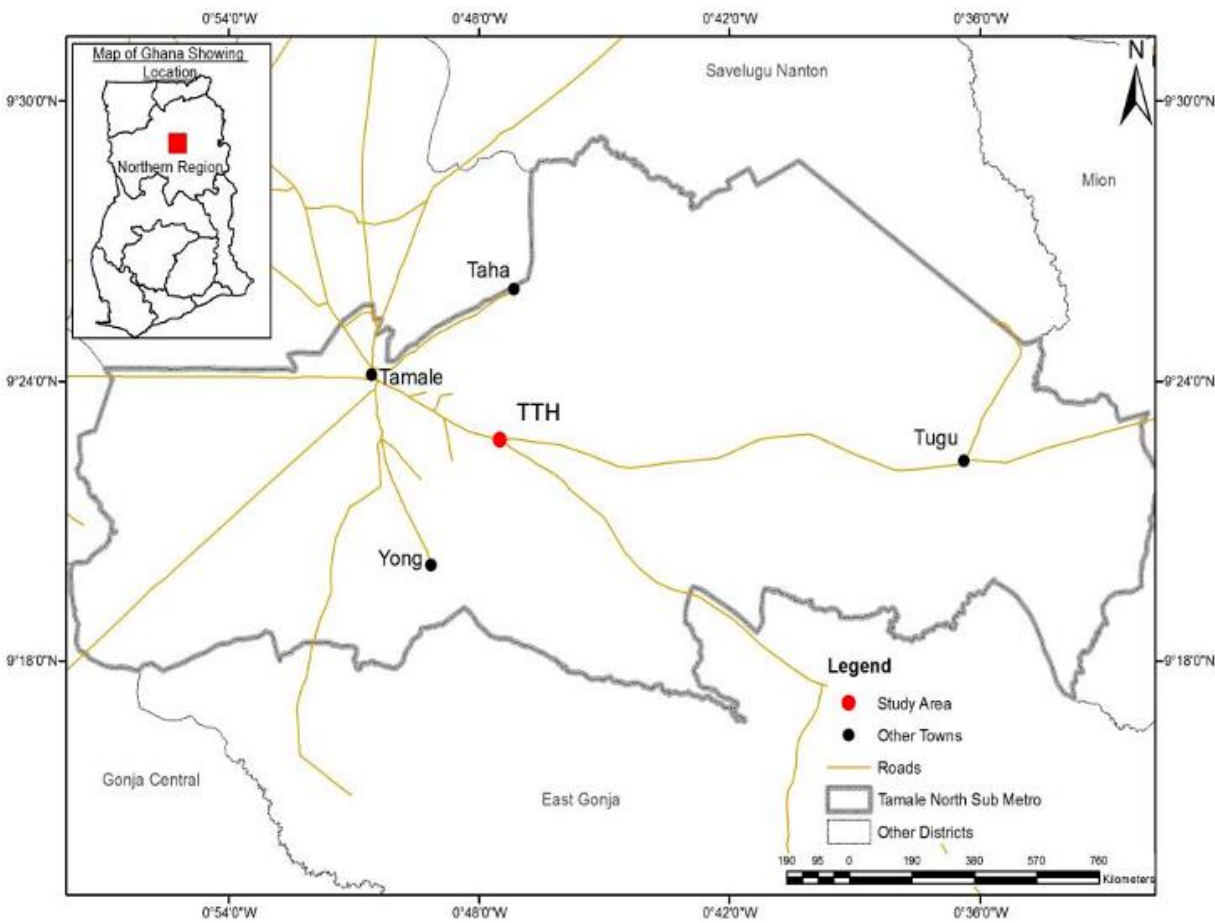 0°54'0"W 0°48'0"W 0°42'0"W 0°36'0"W
Map of Ghana Showing
Location
Northern Region
N
Savelugu Nanton
Mion
9°30'0"N 9°30'0"N
Taha
Tamale
9°24'0"N 9°24'0"N
TTH
Tugu
Yong
9°18'0"N 9°18'0"N
Gonja Central
East Gonja
Legend
Study Area
Other Towns
Roads
Tamale North Sub Metro
Other Districts
190 95 0 190 380 570 760
Kilometers
0°54'0"W 0°48'0"W 0°42'0"W 0°36'0"W